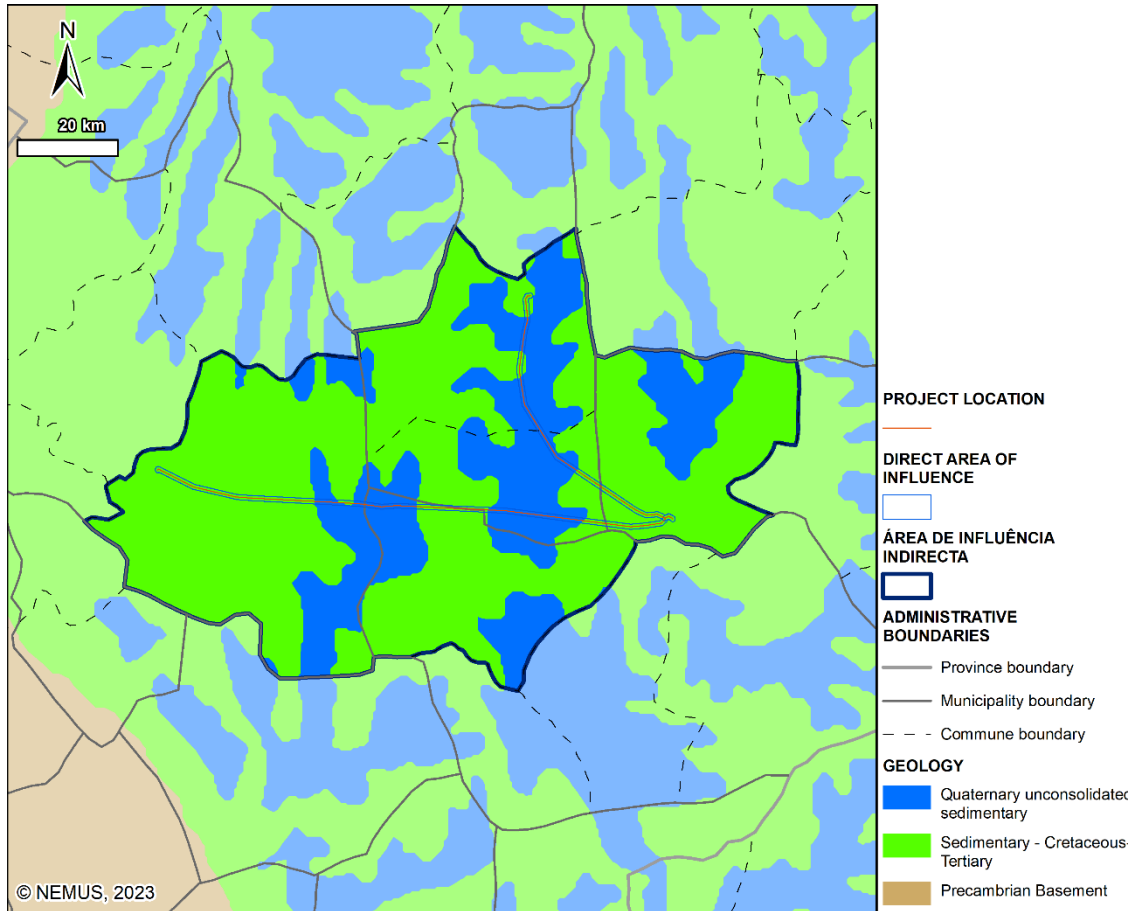 N
20 km
© NEMUS, 2023
PROJECT LOCATION
DIRECT AREA OF
INFLUENCE
ÁREA DE INFLUÊNCIA
INDIRECTA
ADMINISTRATIVE
BOUNDARIES
Province boundary
Municipality boundary
Commune boundary
GEOLOGY
Quaternary unconsolidated
sedimentary
Sedimentary - Cretaceous-
Tertiary
Precambrian Basement